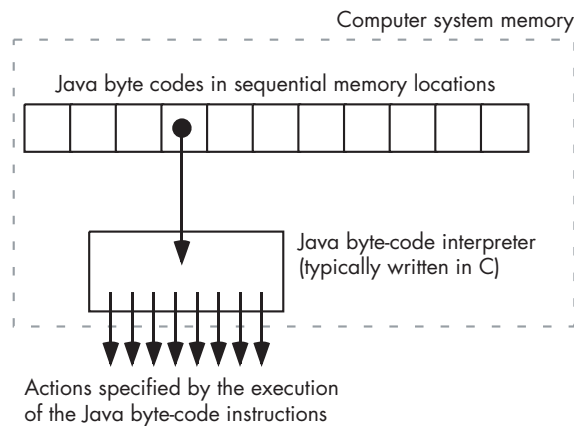 Computer system memory
Java byte codes in sequential memory locations
Java byte-code interpreter
(typically written in C)
Actions specified by the execution
of the Java byte-code instructions